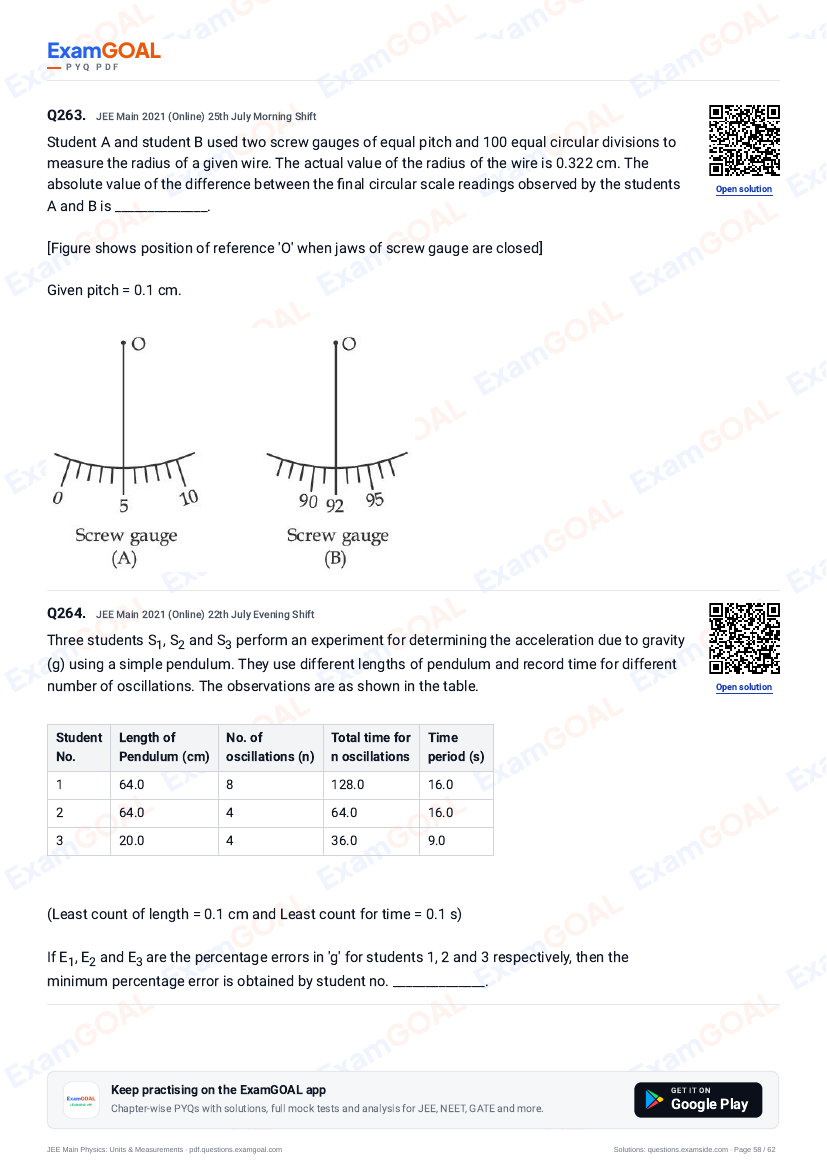 ExamGOAL
PYQ PDF
Q263. JEE Main 2021 (Online) 25th July Morning Shift
Student A and student B used two screw gauges of equal pitch and 100 equal circular divisions to
measure the radius of a given wire. The actual value of the radius of the wire is 0.322 cm. The
absolute value of the difference between the final circular scale readings observed by the students
A and B is ______________.
Open solution
[Figure shows position of reference 'O' when jaws of screw gauge are closed]
Given pitch = 0.1 cm.
O O
0 5 10 90 92 95
Screw gauge Screw gauge
(A) (B)
Q264. JEE Main 2021 (Online) 22th July Evening Shift
Three students S1, S2 and S3 perform an experiment for determining the acceleration due to gravity
(g) using a simple pendulum. They use different lengths of pendulum and record time for different
number of oscillations. The observations are as shown in the table.
Open solution
Student No. Length of Pendulum (cm) No. of oscillations (n) Total time for n oscillations Time period (s)
1 64.0 8 128.0 16.0
2 64.0 4 64.0 16.0
3 20.0 4 36.0 9.0
(Least count of length = 0.1 cm and Least count for time = 0.1 s)
If E1, E2 and E3 are the percentage errors in 'g' for students 1, 2 and 3 respectively, then the
minimum percentage error is obtained by student no. ______________.
ExamGOAL
Keep practising on the ExamGOAL app
Chapter-wise PYQs with solutions, full mock tests and analysis for JEE, NEET, GATE and more.
GET IT ON
Google Play
JEE Main Physics: Units & Measurements · pdf.questions.examgoal.com
Solutions: questions.examside.com · Page 58 / 62